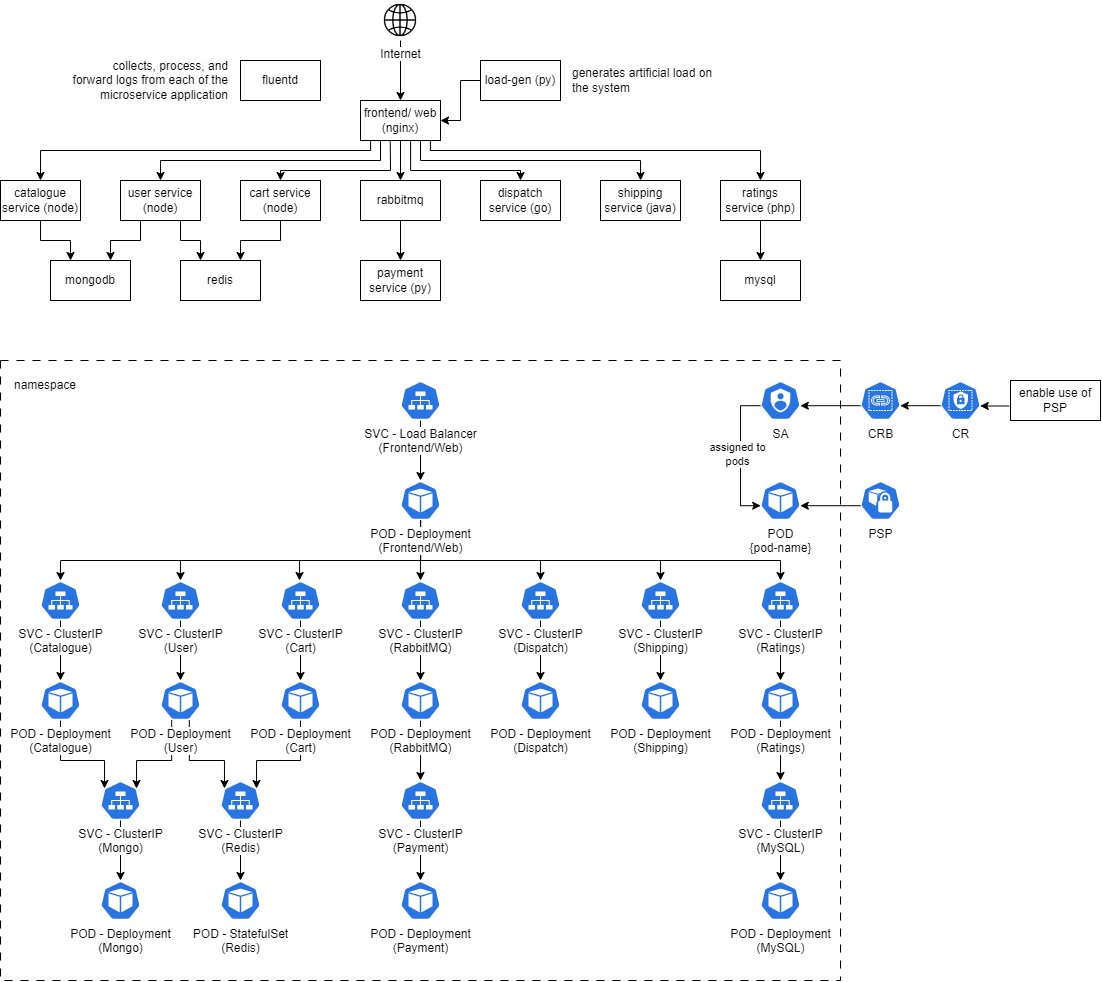 Internet
collects, process, and
forward logs from each of the
microservice application
fluentd
load-gen (py)
generates artificial load on
the system
frontend/ web
(nginx)
catalogue
service (node)
user service
(node)
cart service
(node)
rabbitmq
dispatch
service (go)
shipping
service (java)
ratings
service (php)
mongodb
redis
payment
service (py)
mysql
namespace
SVC - Load Balancer
(Frontend/Web)
SA
CRB
CR
enable use of
PSP
assigned to
pods
POD - Deployment
(Frontend/Web)
POD
{pod-name}
PSP
SVC - ClusterIP
(Catalogue)
SVC - ClusterIP
(User)
SVC - ClusterIP
(Cart)
SVC - ClusterIP
(RabbitMQ)
SVC - ClusterIP
(Dispatch)
SVC - ClusterIP
(Shipping)
SVC - ClusterIP
(Ratings)
POD - Deployment
(Catalogue)
POD - Deployment
(User)
POD - Deployment
(Cart)
POD - Deployment
(RabbitMQ)
POD - Deployment
(Dispatch)
POD - Deployment
(Shipping)
POD - Deployment
(Ratings)
SVC - ClusterIP
(Mongo)
SVC - ClusterIP
(Redis)
SVC - ClusterIP
(Payment)
SVC - ClusterIP
(MySQL)
POD - Deployment
(Mongo)
POD - StatefulSet
(Redis)
POD - Deployment
(Payment)
POD - Deployment
(MySQL)